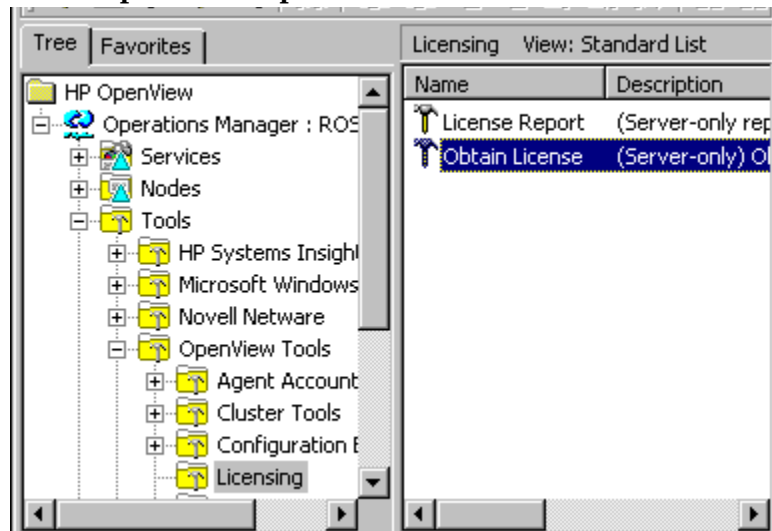 Tree Favorites
HP OpenView
Operations Manager : ROS
Services
Nodes
Tools
HP Systems Insigh
Microsoft Windows
Novell Netware
OpenView Tools
Agent Account
Cluster Tools
Configuration E
Licensing
Licensing View: Standard List
Name Description
License Report (Server-only rep
Obtain License (Server-only) Ob